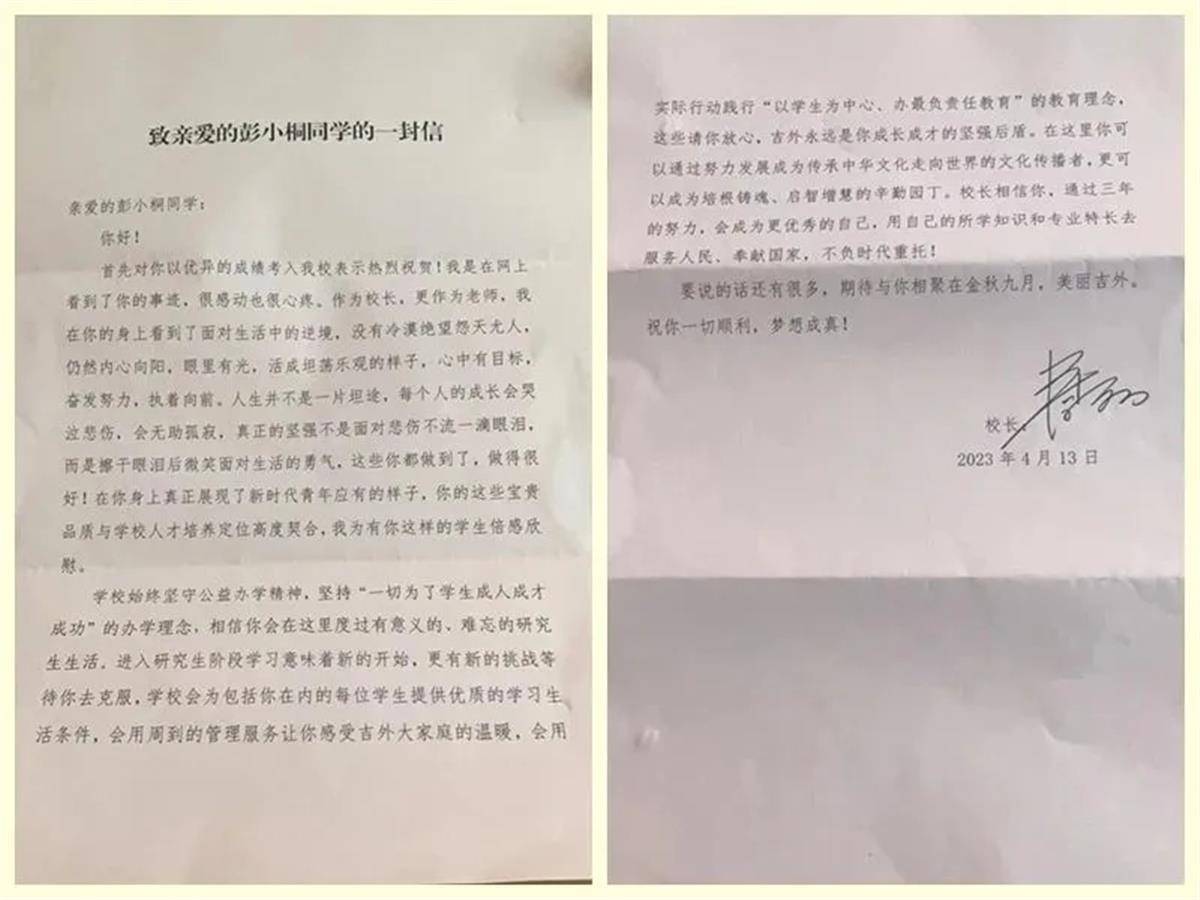 致亲爱的彭小桐同学的一封信
亲爱的彭小桐同学：
你好！
首先对你以优异的成绩考入我校表示热烈祝贺！我是在网上
看到了你的事迹，很感动也很心疼。作为校长，更作为老师，我
在你的身上看到了面对生活中的逆境，没有冷漠绝望怨天尤人，
仍然内心向阳，眼里有光，活成坦荡乐观的样子，心中有目标，
奋发努力，执着向前。人生并不是一片坦途，每个人的成长会哭
泣悲伤，会无助孤寂，真正的坚强不是面对悲伤不流一滴眼泪，
而是擦干眼泪后微笑面对生活的勇气，这些你都做到了，做得很
好！在你身上真正展现了新时代青年应有的样子，你的这些宝贵
品质与学校人才培养定位高度契合，我为有你这样的学生倍感欣
慰。
学校始终坚守公益办学精神，坚持“一切为了学生成人成才
成功”的办学理念，相信你会在这里度过有意义的、难忘的研究
生生活．进入研究生阶段学习意味着新的开始，更有新的挑战等
待你去克服，学校会为包括你在内的每位学生提供优质的学习生
活条件，会用周到的管理服务让你感受吉外大家庭的温暖，会用
实际行动践行“以学生为中心、办最负责任教育”的教育理念，
这些请你放心，吉外永远是你成长成才的坚强后盾。在这里你可
以通过努力发展成为传承中华文化走向世界的文化传播者，更可
以成为培根铸魂、启智增慧的辛勤园丁。校长相信你，通过三年
的努力，会成为更优秀的自己，用自己的所学知识和专业特长去
服务人民、奉献国家，不负时代重托！
要说的话还有很多，期待与你相聚在金秋九月，美丽吉外。
祝你一切顺利，梦想成真！
校长：
2023年4月13日